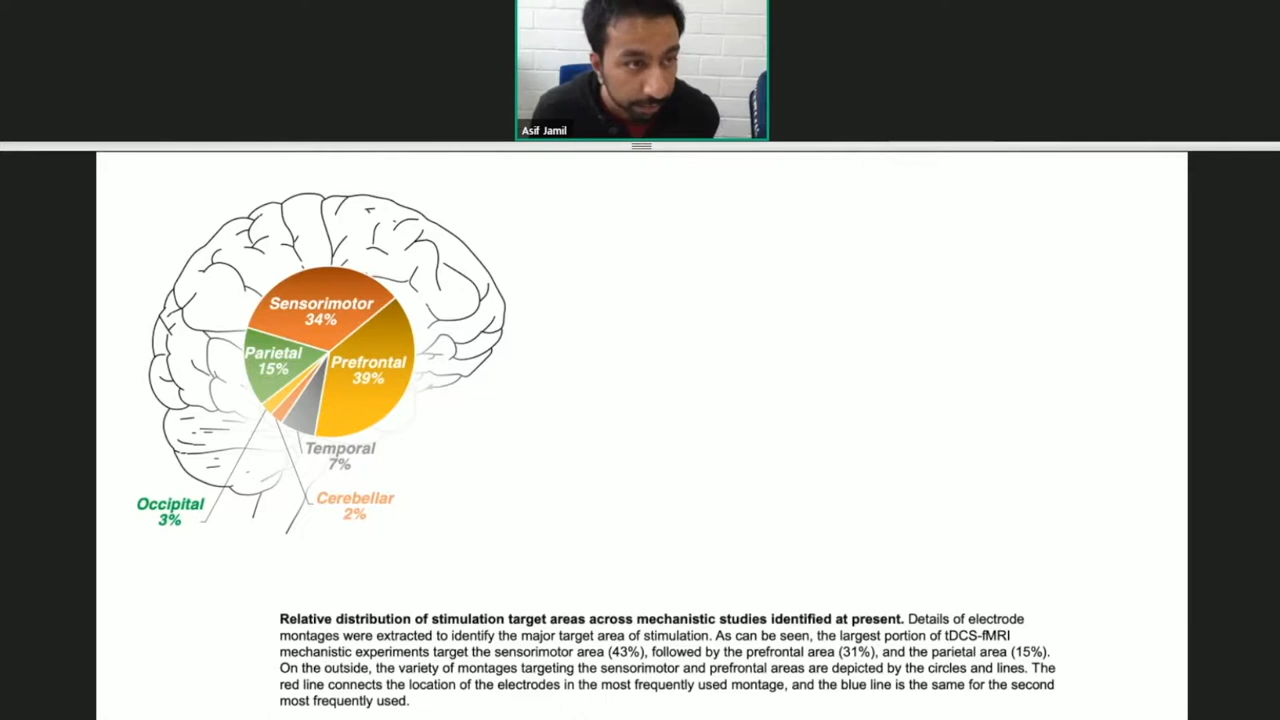 Asif Jamil
Sensorimotor
34%
Parietal
15%
Prefrontal
39%
Temporal
7%
Occipital
3%
Cerebellar
2%
Relative distribution of stimulation target areas across mechanistic studies identified at present. Details of electrode
montages were extracted to identify the major target area of stimulation. As can be seen, the largest portion of tDCS-fMRI
mechanistic experiments target the sensorimotor area (43%), followed by the prefrontal area (31%), and the parietal area (15%).
On the outside, the variety of montages targeting the sensorimotor and prefrontal areas are depicted by the circles and lines. The
red line connects the location of the electrodes in the most frequently used montage, and the blue line is the same for the second
most frequently used.